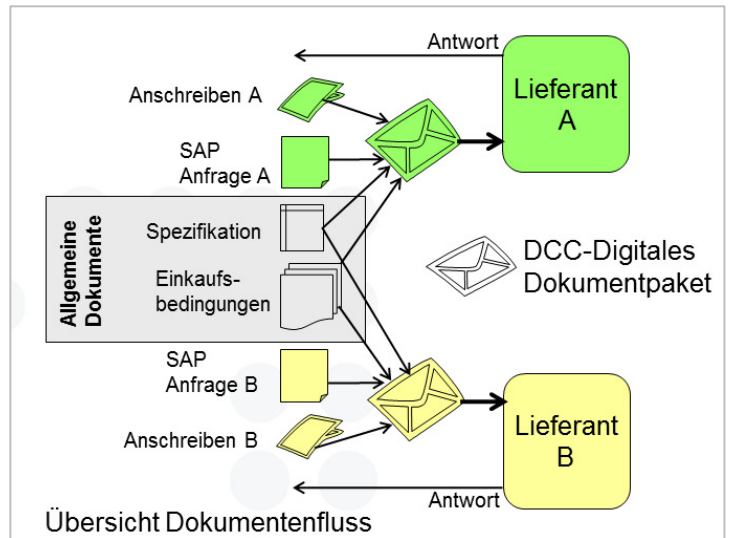 Antwort
Lieferant
A
Anschreiben A
SAP
Anfrage A
Allgemeine
Dokumente
Spezifikation
Einkaufs-
bedingungen
DCC-Digitales
Dokumentpaket
SAP
Anfrage B
Anschreiben B
Lieferant
B
Antwort
Übersicht Dokumentenfluss